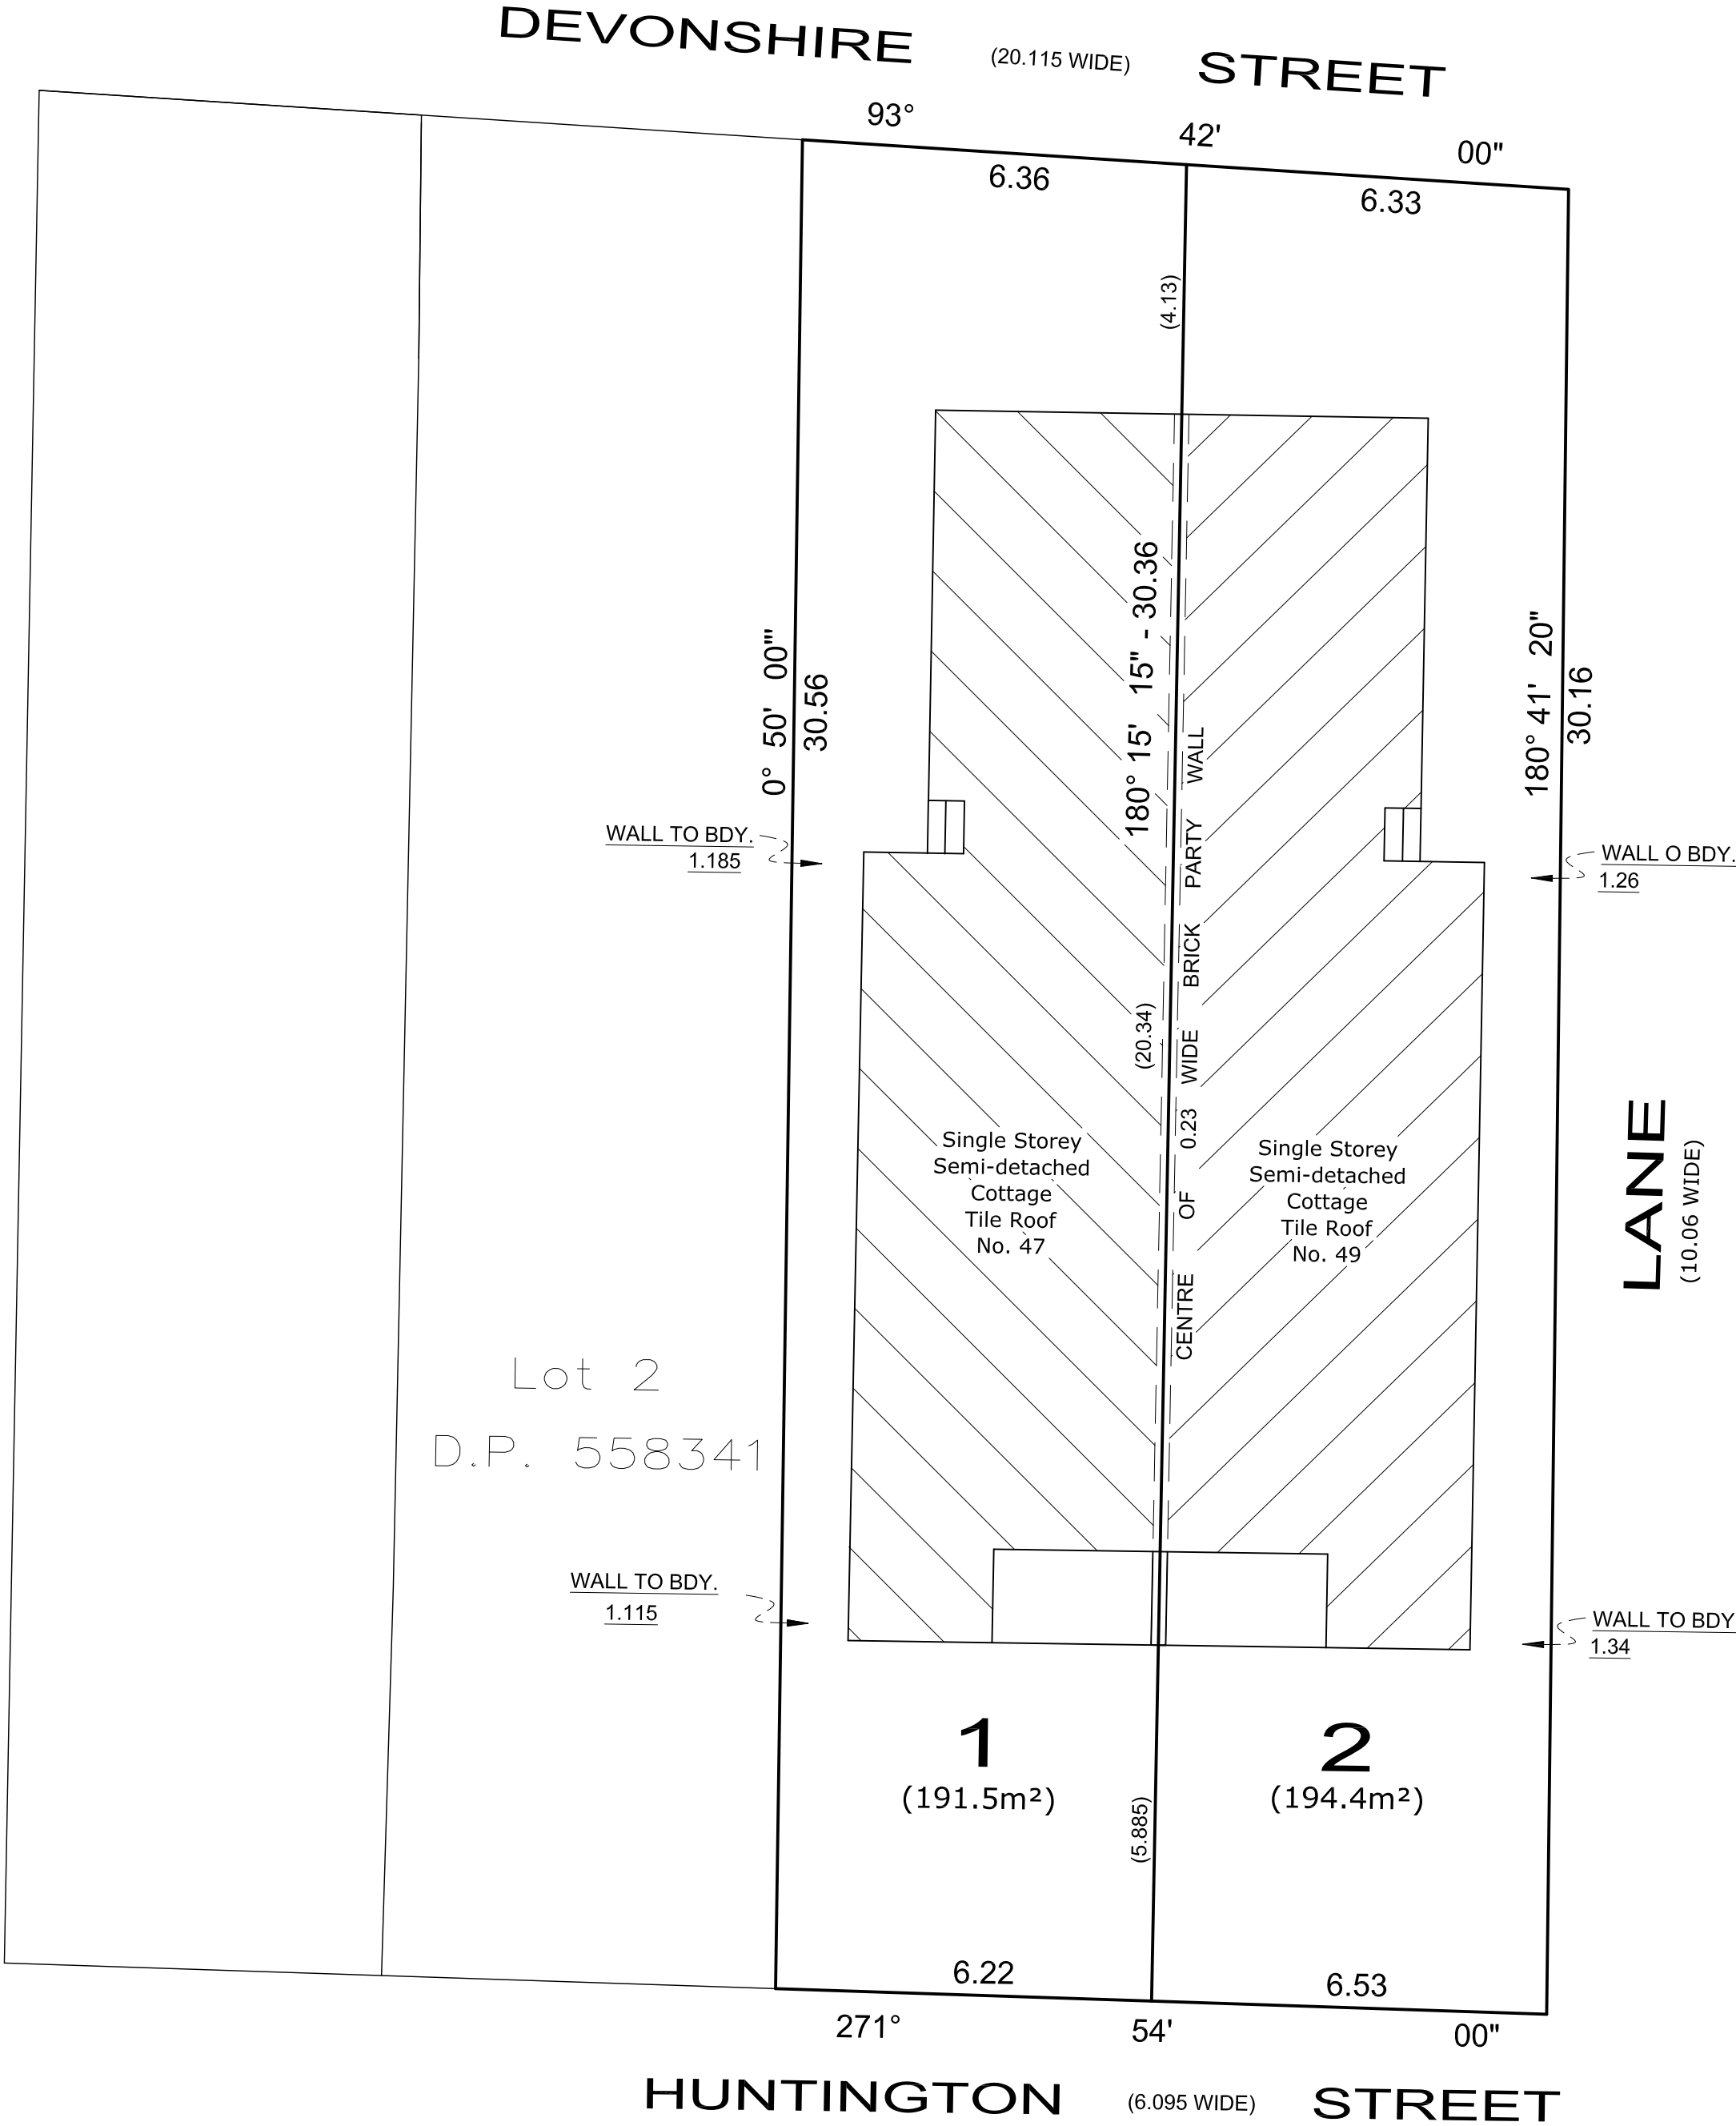 DEVONSHIRE (20.115 WIDE) STREET
93° 42' 00"
6.36
6.33
(4.13)
0° 50' 00'"
30.56
180° 15' 15" - 30.36
180° 41' 20"
30.16
WALL TO BDY.
1.185
WALL O BDY.
1.26
CENTRE OF 0.23 WIDE BRICK PARTY WALL
(20.34)
Single Storey
Semi-detached
Cottage
Tile Roof
No. 47
Single Storey
Semi-detached
Cottage
Tile Roof
No. 49
LANE
(10.06 WIDE)
Lot 2
D.P. 558341
WALL TO BDY.
1.115
WALL TO BDY
1.34
1
(191.5m²)
2
(194.4m²)
(5.885)
6.22
6.53
271° 54' 00"
HUNTINGTON (6.095 WIDE) STREET